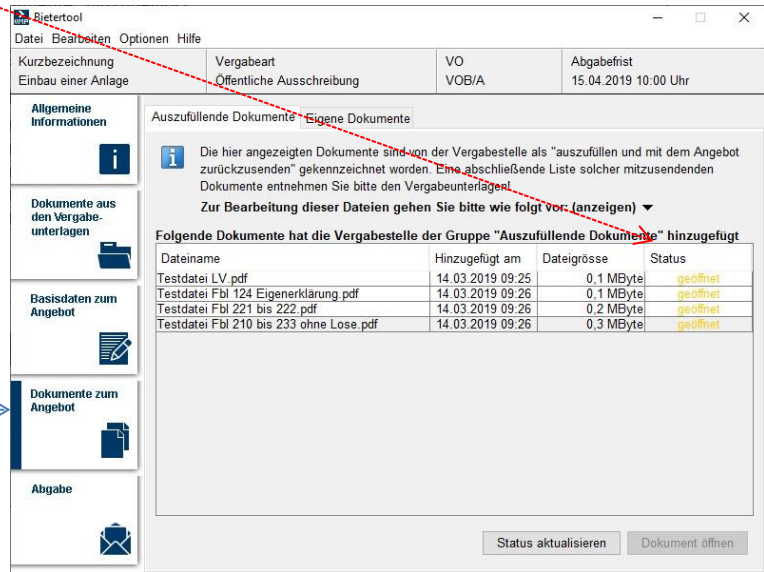 Bietertool
Datei Bearbeiten Optionen Hilfe
Kurzbezeichnung Vergabeart VO Abgabefrist
Einbau einer Anlage Öffentliche Ausschreibung VOB/A 15.04.2019 10:00 Uhr
Allgemeine
Informationen
Dokumente aus
den Vergabe-
unterlagen
Basisdaten zum
Angebot
Dokumente zum
Angebot
Abgabe
Auszufüllende Dokumente Eigene Dokumente
Die hier angezeigten Dokumente sind von der Vergabestelle als "auszufüllen und mit dem Angebot
zurückzusenden" gekennzeichnet worden. Eine abschließende Liste solcher mitzusendenden
Dokumente entnehmen Sie bitte den Vergabeunterlagen!
Zur Bearbeitung dieser Dateien gehen Sie bitte wie folgt vor: (anzeigen)
Folgende Dokumente hat die Vergabestelle der Gruppe "Auszufüllende Dokumente" hinzugefügt
Dateiname Hinzugefügt am Dateigrösse Status
Testdatei LV.pdf 14.03.2019 09:25 0,1 MByte geöffnet
Testdatei Fbl 124 Eigenerklärung.pdf 14.03.2019 09:26 0,1 MByte geöffnet
Testdatei Fbl 221 bis 222.pdf 14.03.2019 09:26 0,2 MByte geöffnet
Testdatei Fbl 210 bis 233 ohne Lose.pdf 14.03.2019 09:26 0,3 MByte geöffnet
Status aktualisieren Dokument öffnen